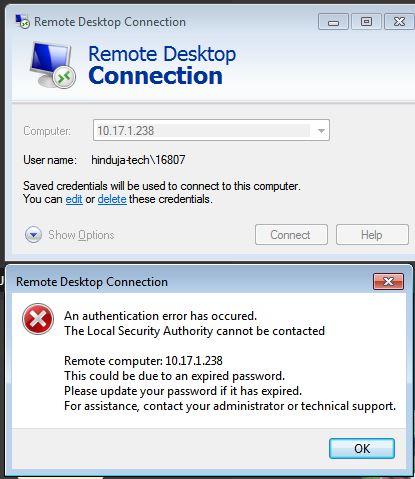 Remote Desktop Connection
Remote Desktop
Connection
Computer: 10.17.1.238
User name: hinduja-tech\16807
Saved credentials will be used to connect to this computer.
You can edit or delete these credentials.
Show Options Connect Help
Remote Desktop Connection
An authentication error has occured.
The Local Security Authority cannot be contacted
Remote computer: 10.17.1.238
This could be due to an expired password.
Please update your password if it has expired.
For assistance, contact your administrator or technical support.
OK